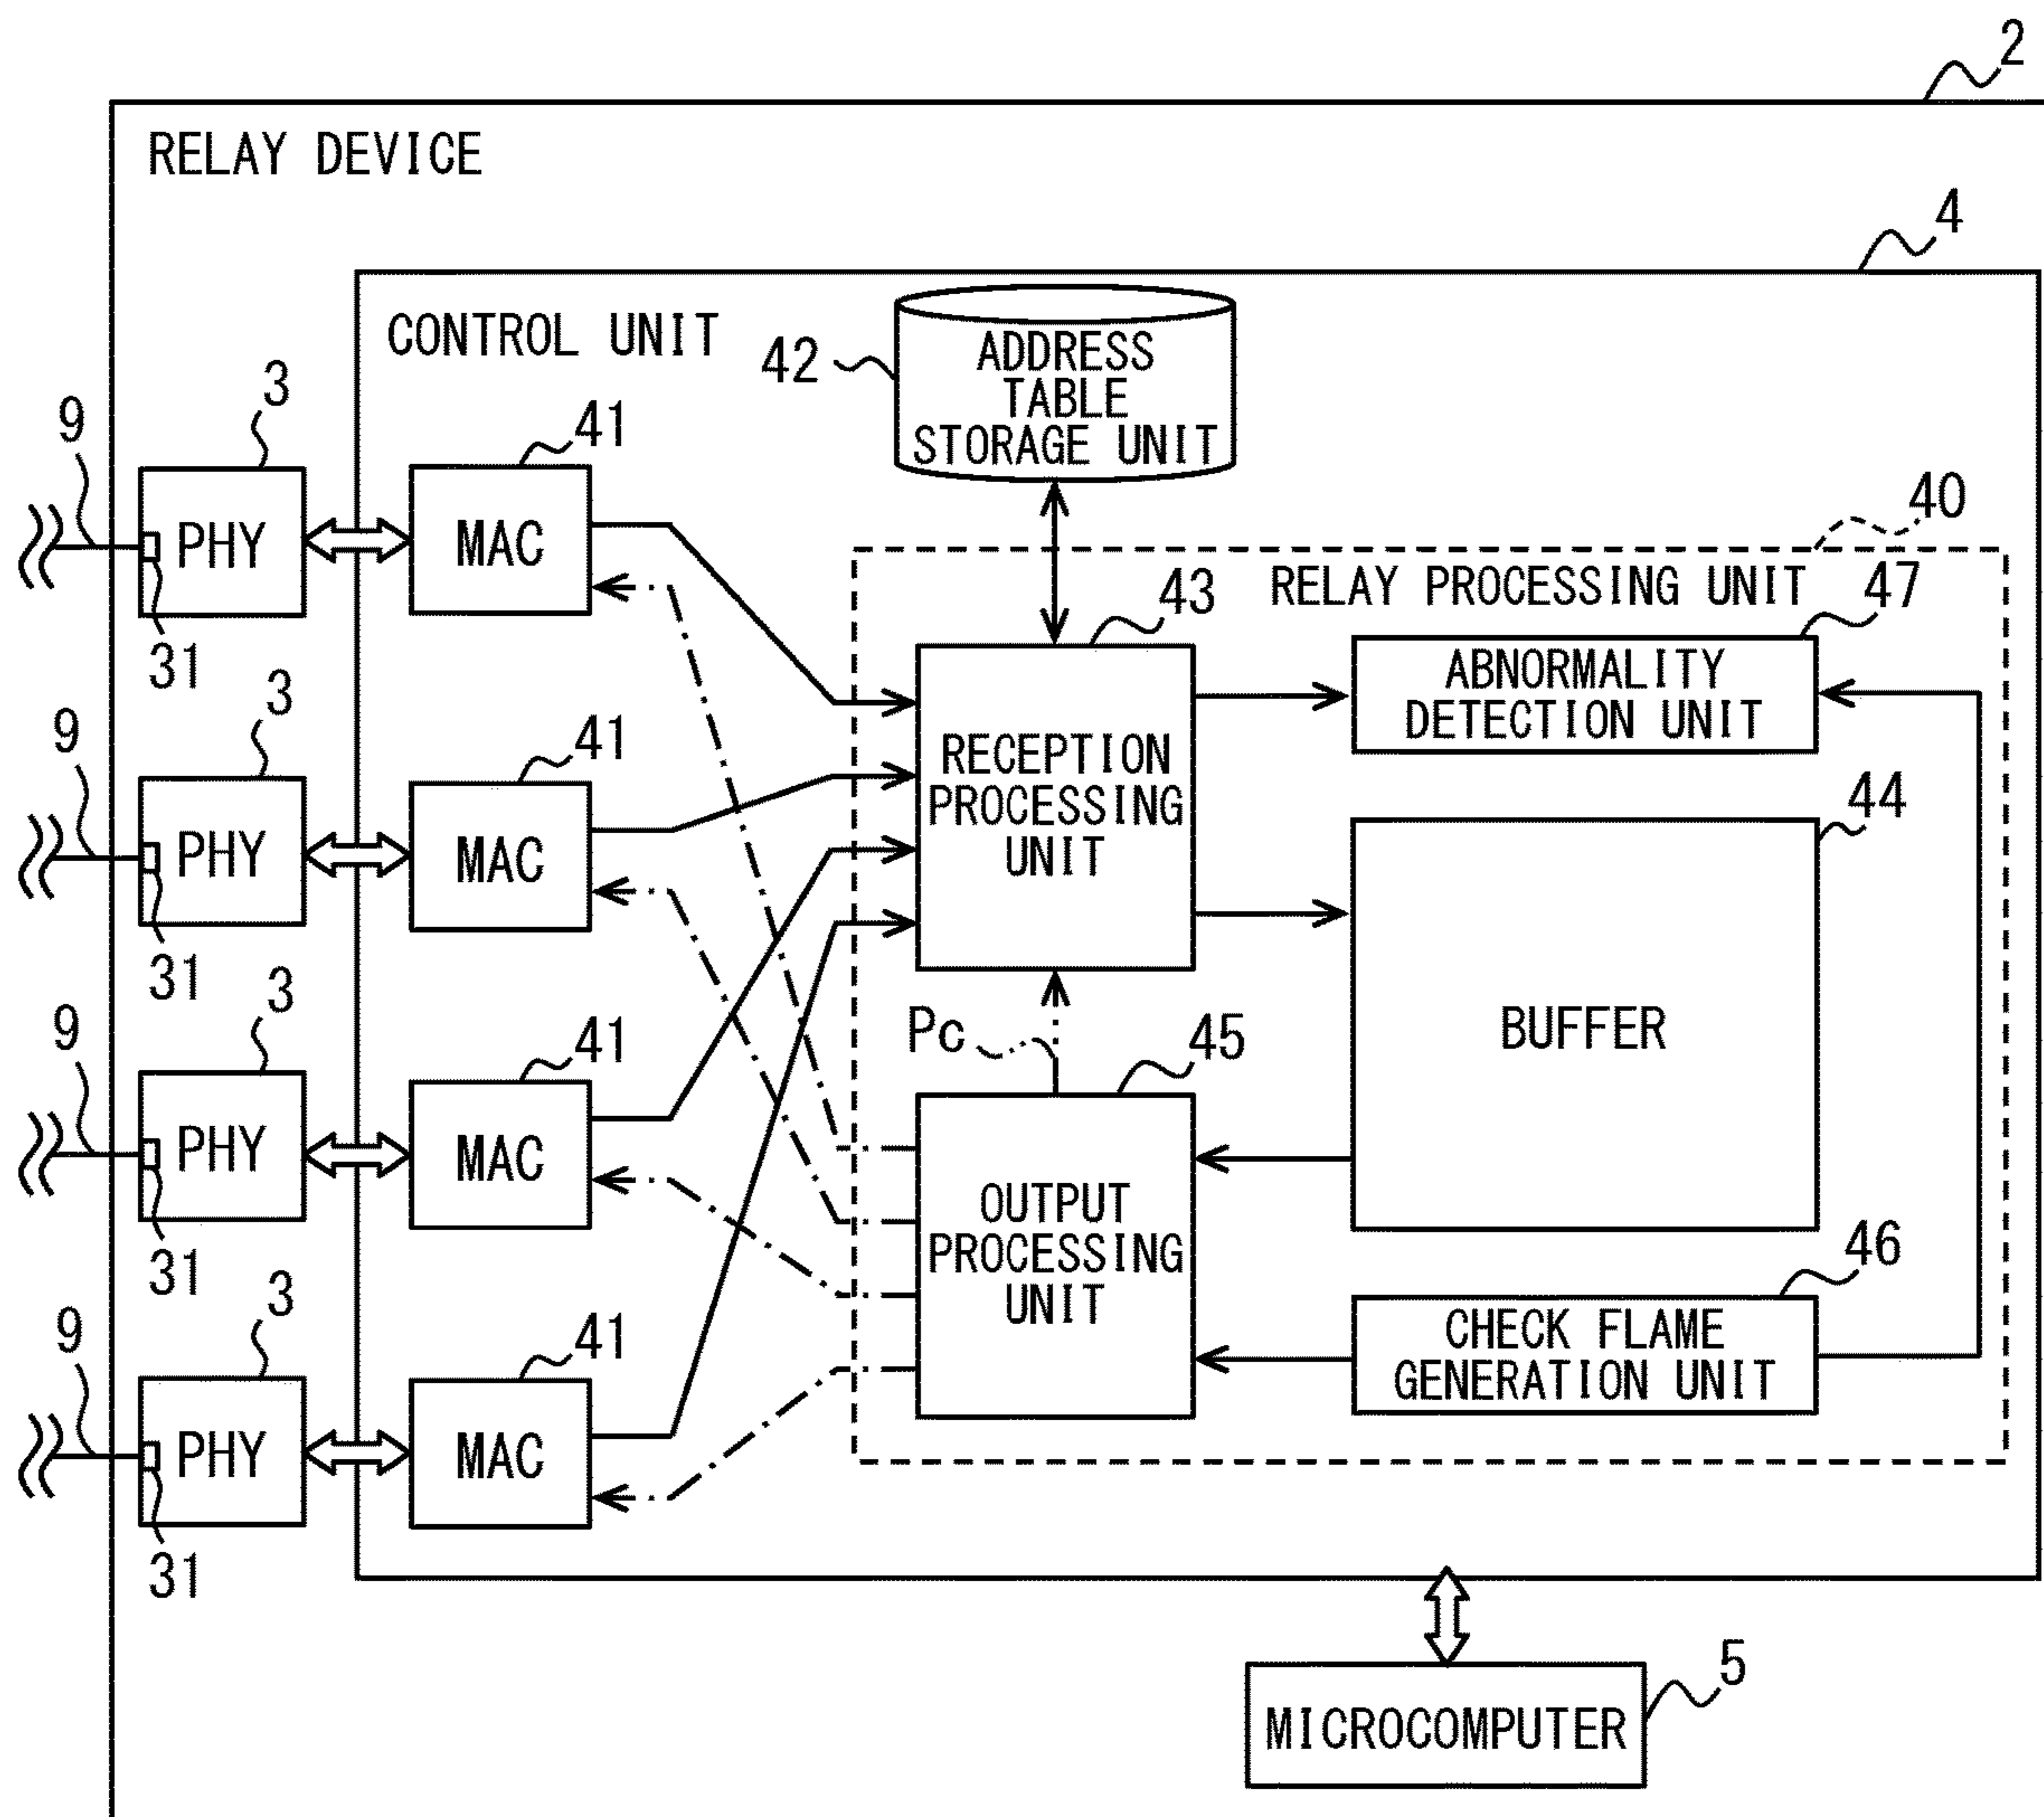 2
RELAY DEVICE
4
CONTROL UNIT
42
ADDRESS
TABLE
STORAGE UNIT
3
9
41
40
PHY
MAC
RELAY PROCESSING UNIT
43
47
31
ABNORMALITY
DETECTION UNIT
3
9
41
RECEPTION
PROCESSING
UNIT
44
PHY
MAC
31
3
9
41
Pc
45
BUFFER
PHY
MAC
31
OUTPUT
PROCESSING
UNIT
46
3
9
41
CHECK FLAME
GENERATION UNIT
PHY
MAC
31
5
MICROCOMPUTER